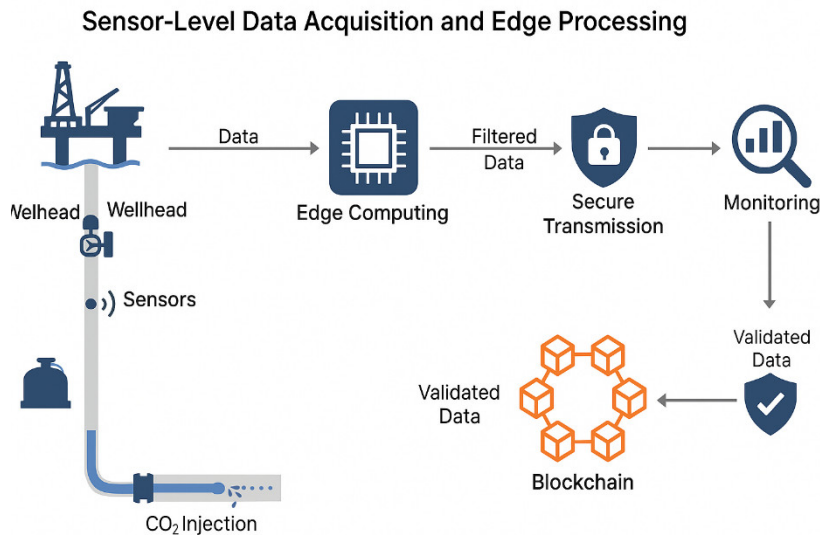 Sensor-Level Data Acquisition and Edge Processing
Data
Edge Computing
Filtered
Data
Secure
Transmission
Monitoring
Welhead
Wellhead
Sensors
CO₂ Injection
Validated
Data
Validated
Data
Blockchain